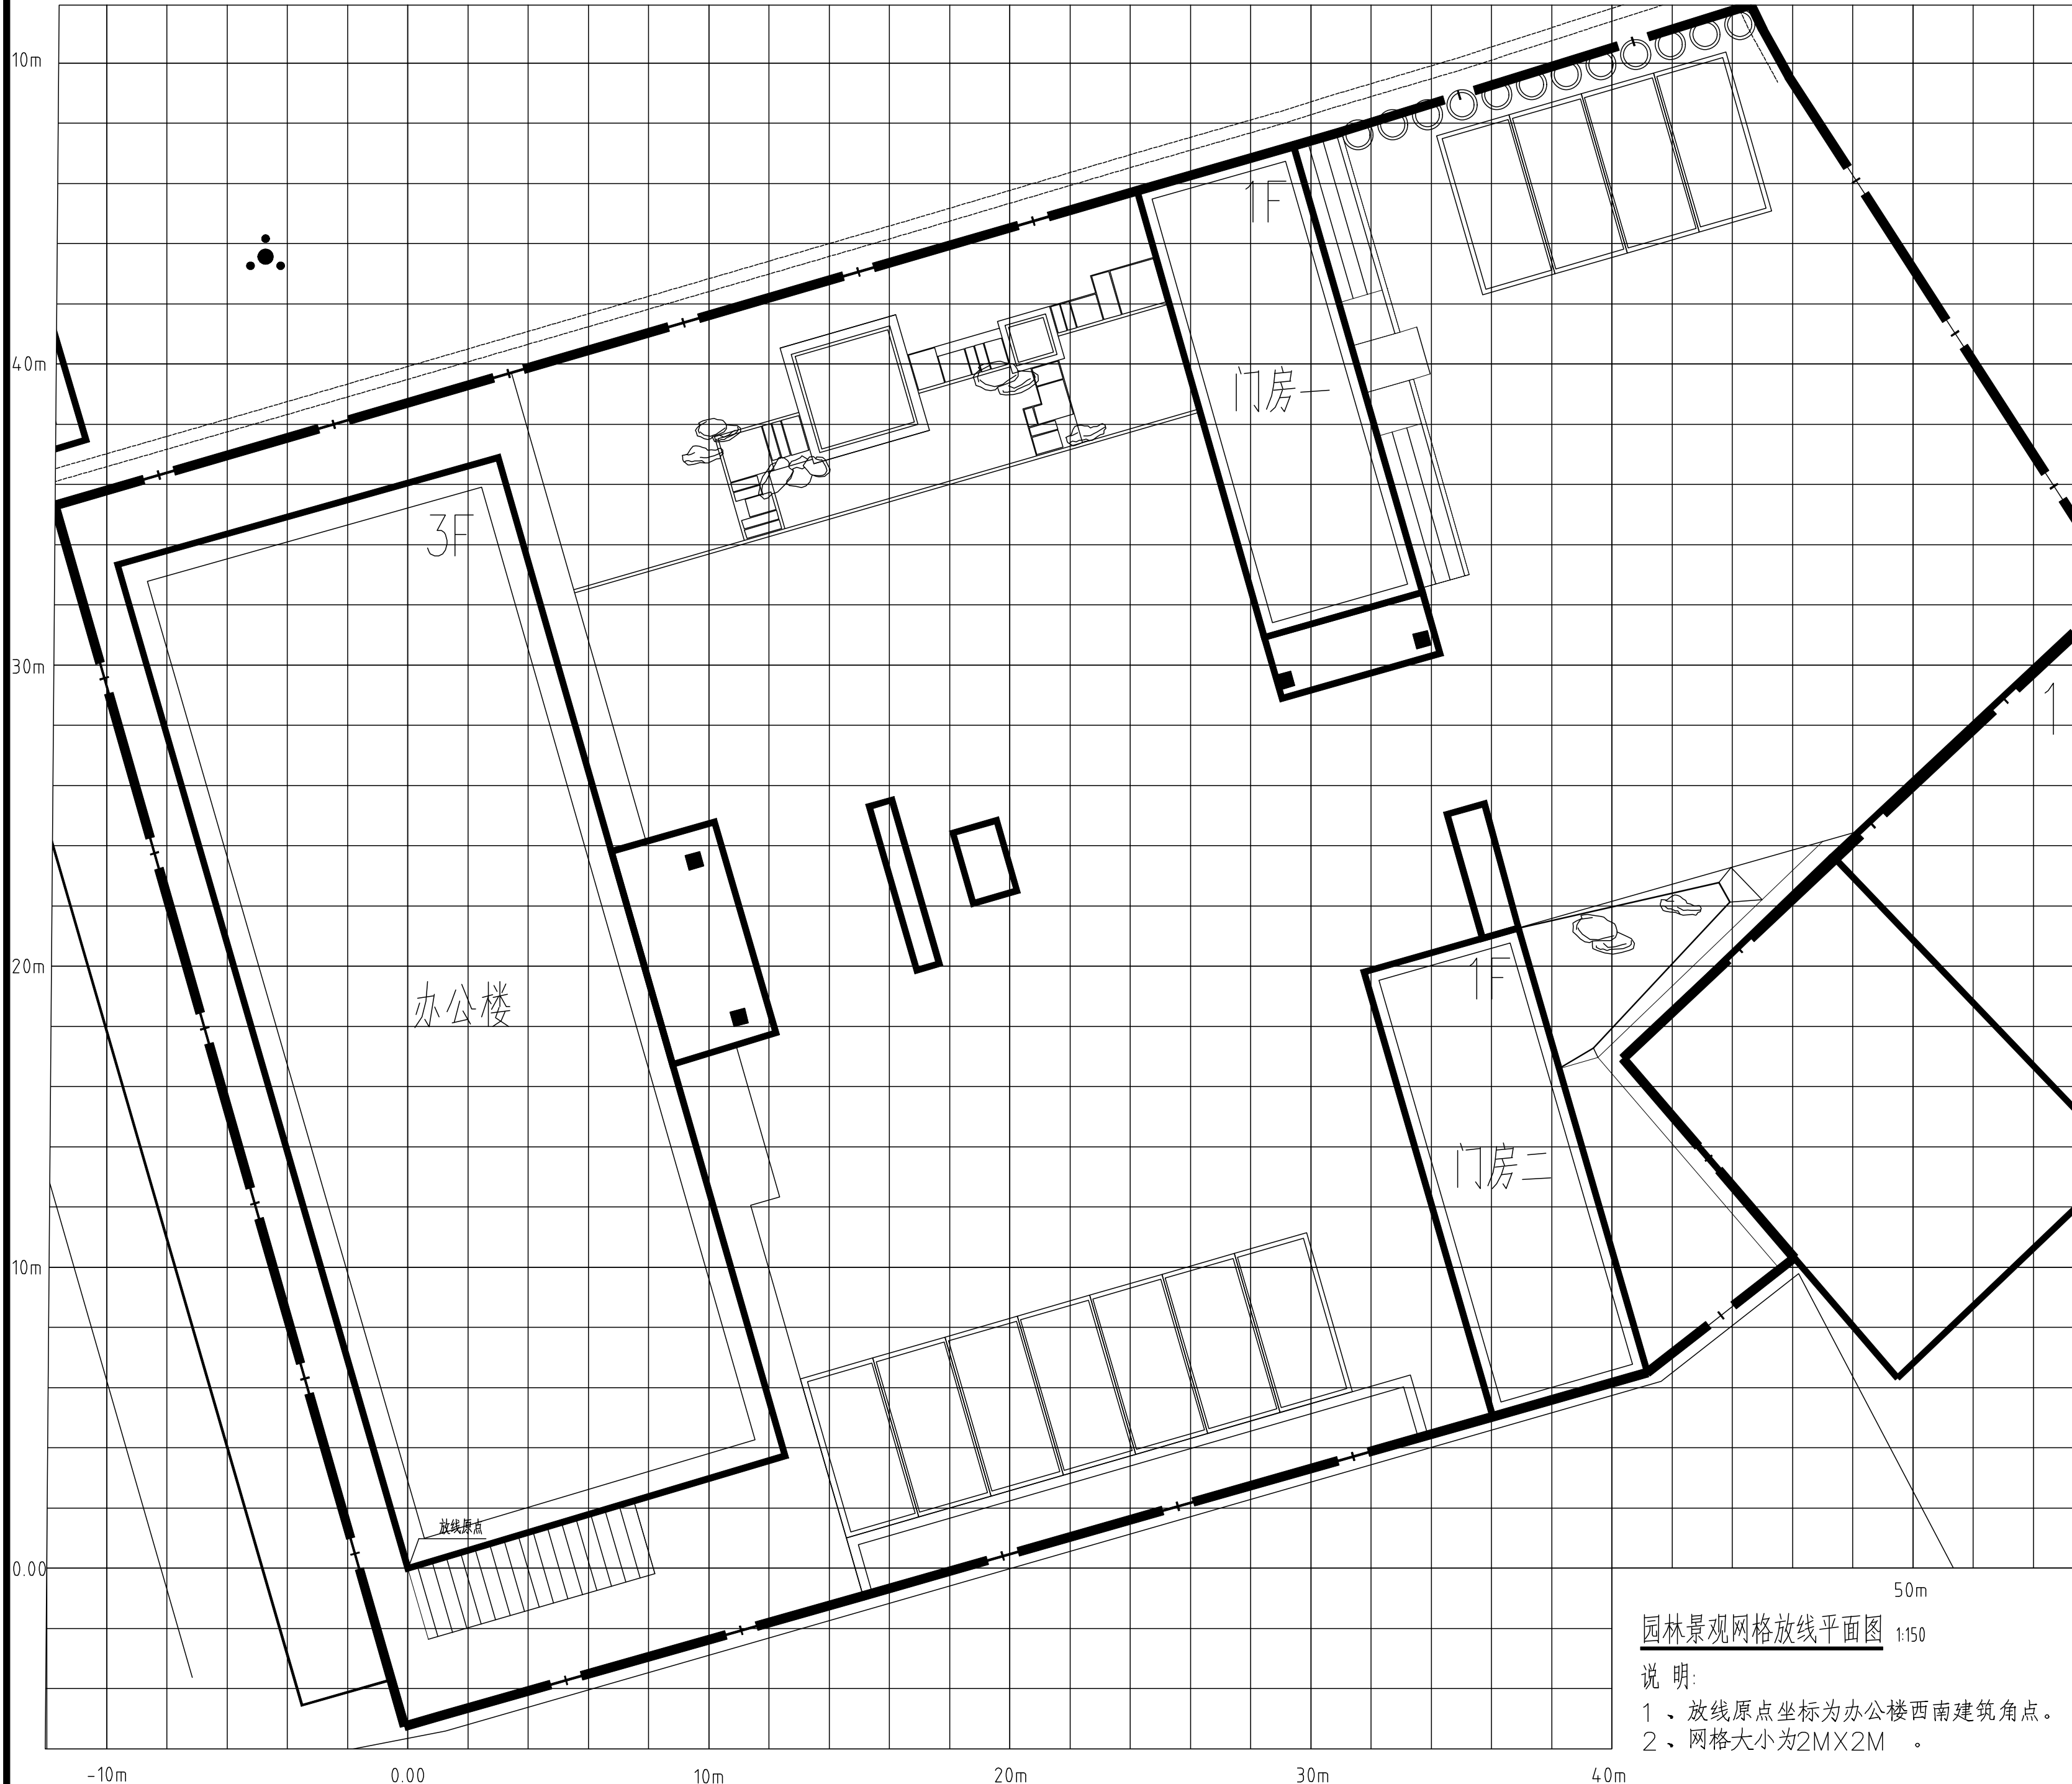 10m
1F
40m
门房一
3F
30m
1
20m
1F
办公楼
门房二
10m
放线原点
0.00
50m
园林景观网格放线平面图 1:150
说 明:
1 、放线原点坐标为办公楼西南建筑角点。
2 、网格大小为2MX2M 。
-10m 0.00 10m 20m 30m 40m